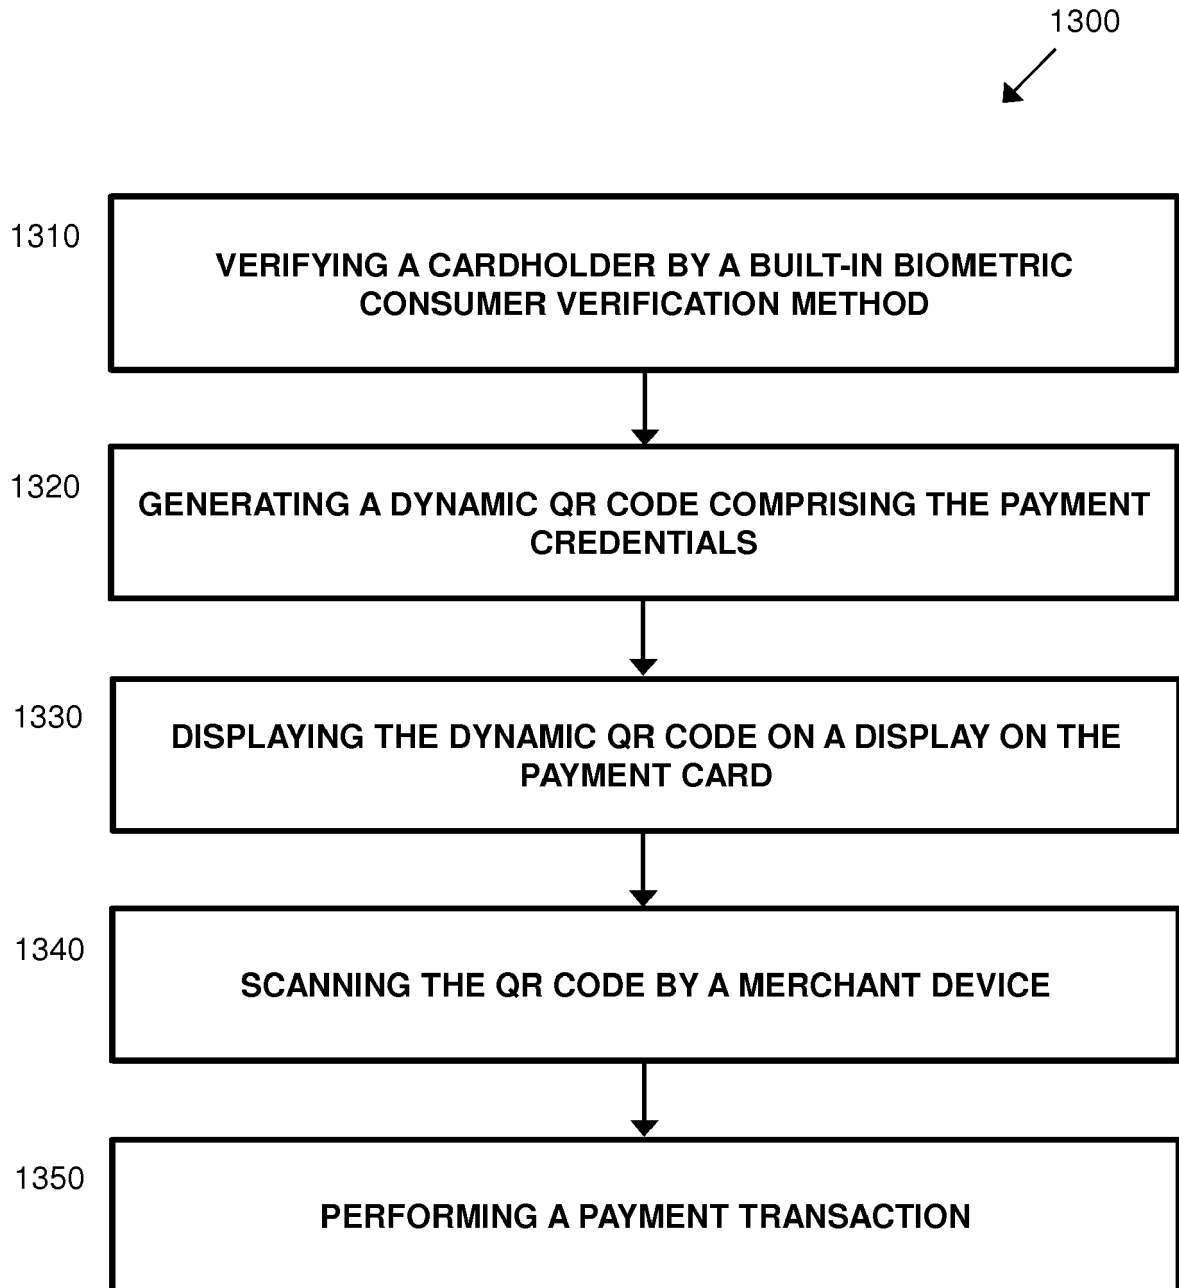 1300
1310
VERIFYING A CARDHOLDER BY A BUILT-IN BIOMETRIC
CONSUMER VERIFICATION METHOD
1320
GENERATING A DYNAMIC QR CODE COMPRISING THE PAYMENT
CREDENTIALS
1330
DISPLAYING THE DYNAMIC QR CODE ON A DISPLAY ON THE
PAYMENT CARD
1340
SCANNING THE QR CODE BY A MERCHANT DEVICE
1350
PERFORMING A PAYMENT TRANSACTION